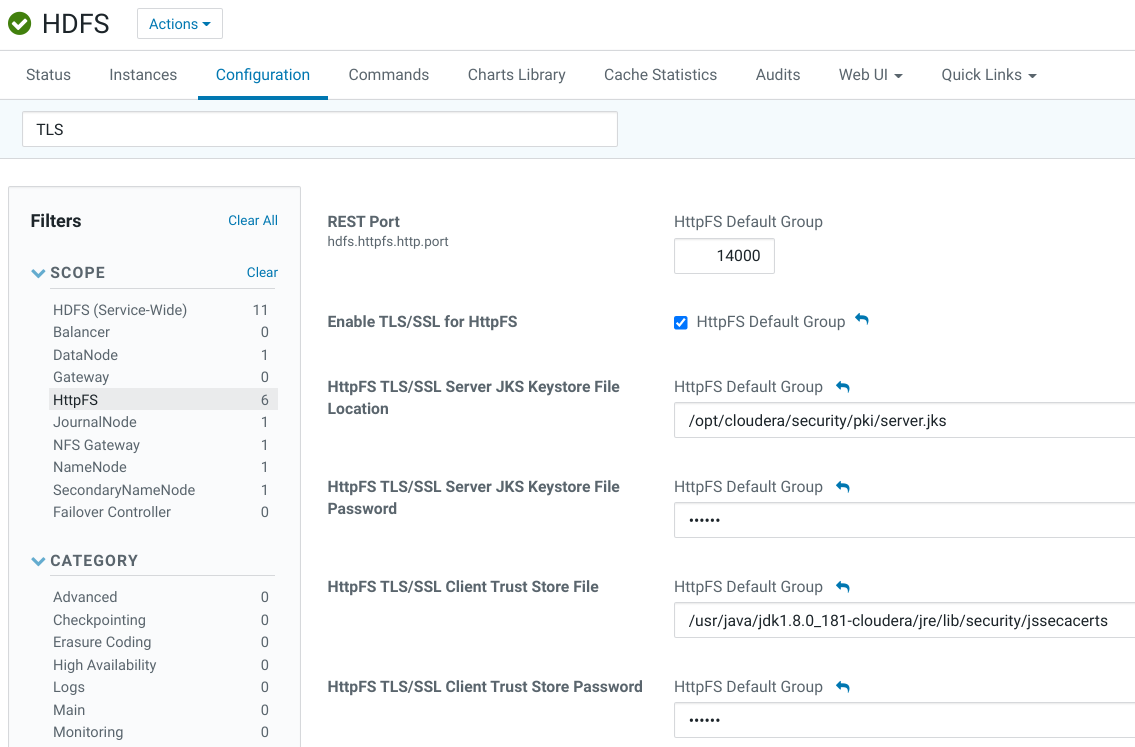 HDFS
Actions
Status Instances Configuration Commands Charts Library Cache Statistics Audits Web UI Quick Links
TLS
Filters Clear All
SCOPE Clear
HDFS (Service-Wide) 11
Balancer 0
DataNode 1
Gateway 0
HttpFS 6
JournalNode 1
NFS Gateway 1
NameNode 1
SecondaryNameNode 1
Failover Controller 0
CATEGORY
Advanced 0
Checkpointing 0
Erasure Coding 0
High Availability 0
Logs 0
Main 0
Monitoring 0
REST Port
hdfs.httpfs.http.port
HttpFS Default Group
14000
Enable TLS/SSL for HttpFS
HttpFS Default Group
HttpFS TLS/SSL Server JKS Keystore File
Location
HttpFS Default Group
/opt/cloudera/security/pki/server.jks
HttpFS TLS/SSL Server JKS Keystore File
Password
HttpFS Default Group
••••••
HttpFS TLS/SSL Client Trust Store File
HttpFS Default Group
/usr/java/jdk1.8.0_181-cloudera/jre/lib/security/jssecacerts
HttpFS TLS/SSL Client Trust Store Password
HttpFS Default Group
••••••